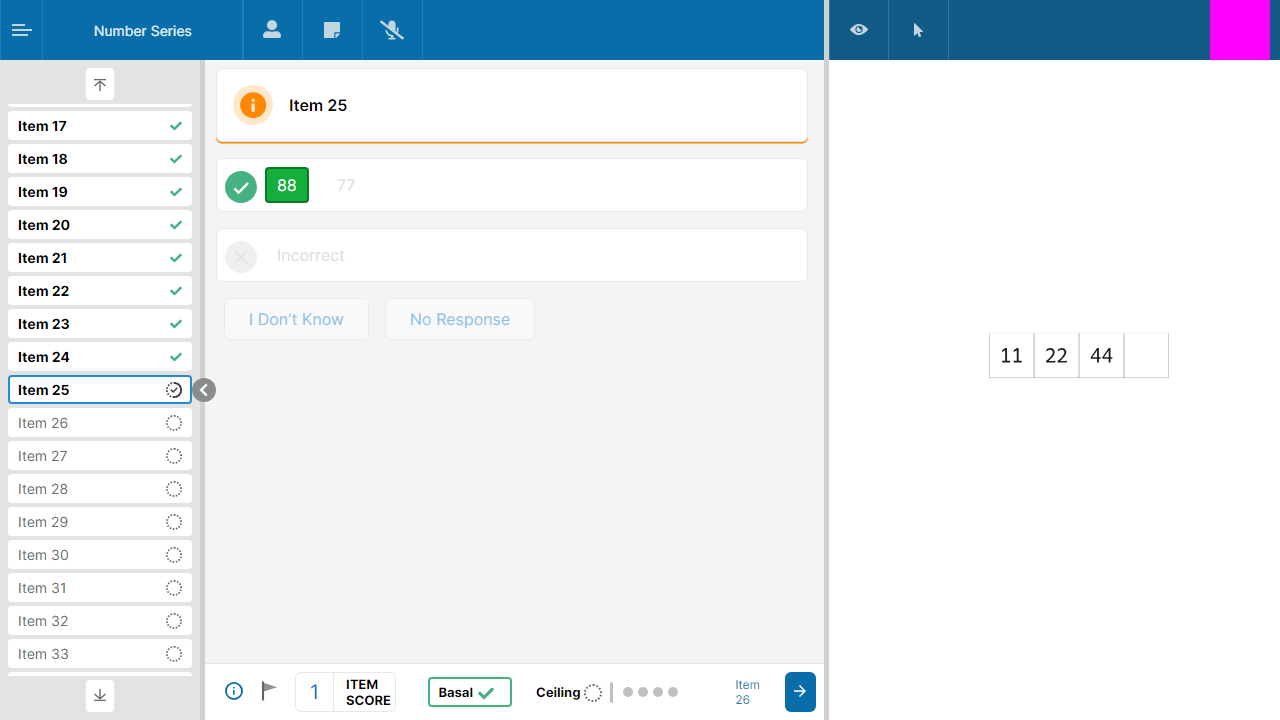 Number Series
Item 17
Item 18
Item 19
Item 20
Item 21
Item 22
Item 23
Item 24
Item 25
Item 26
Item 27
Item 28
Item 29
Item 30
Item 31
Item 32
Item 33
Item 25
88 77
Incorrect
I Don't Know No Response
1 ITEM
SCORE
Basal
Ceiling
Item
26
11 22 44